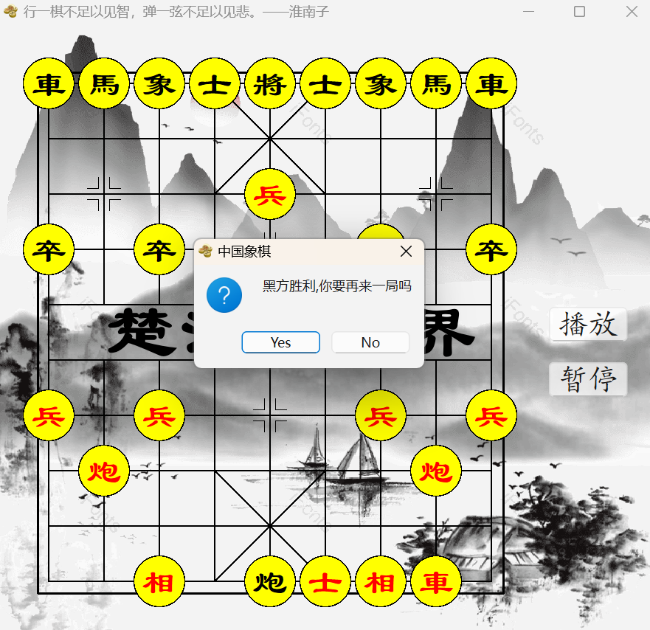 行一棋不足以见智，弹一弦不足以见悲。——淮南子
車 馬 象 士 將 士 象 馬 車
iFonts
兵
卒 卒 卒
中国象棋
黑方胜利,你要再来一局吗
Yes No
楚 界
播放
暂停
兵 兵 兵 兵
炮 炮
相 炮 士 相 車